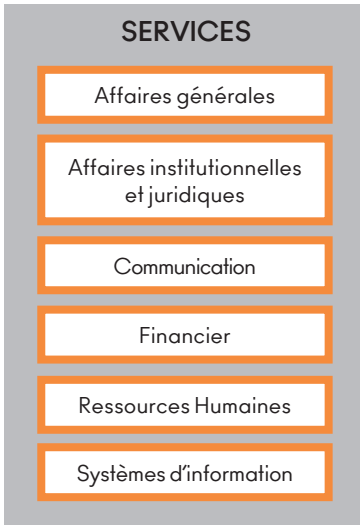 SERVICES
Affaires générales
Affaires institutionnelles
et juridiques
Communication
Financier
Ressources Humaines
Systèmes d'information